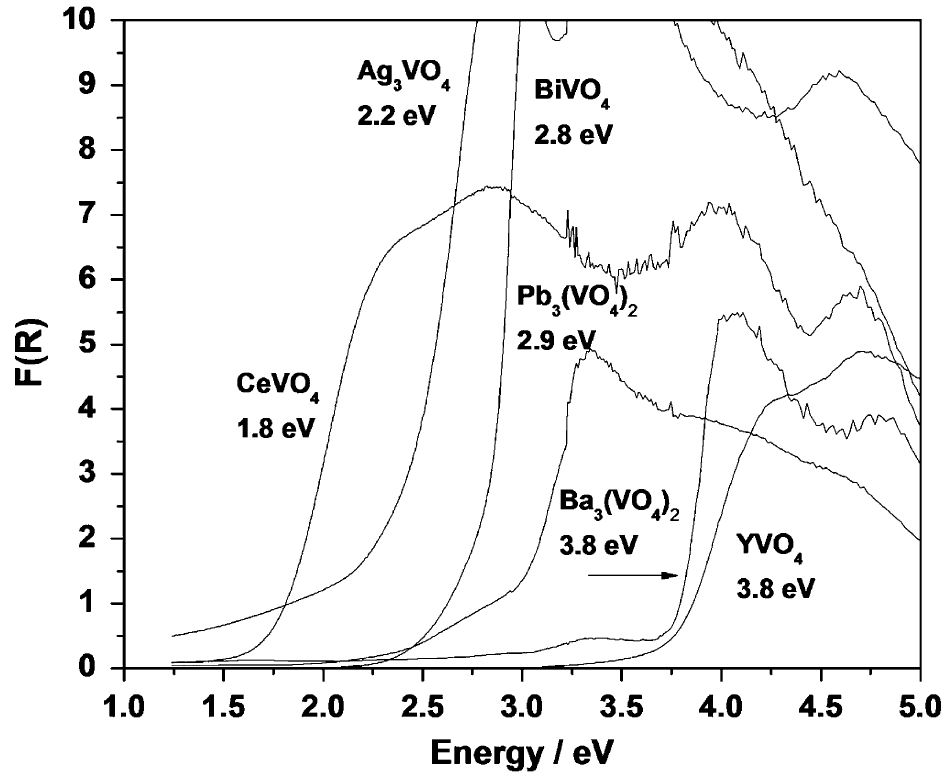 10
9
8
7
6
5
4
3
2
1
0
F(R)
Ag₃VO₄
2.2 eV
BiVO₄
2.8 eV
Pb₃(VO₄)₂
2.9 eV
CeVO₄
1.8 eV
Ba₃(VO₄)₂
3.8 eV
YVO₄
3.8 eV
1.0 1.5 2.0 2.5 3.0 3.5 4.0 4.5 5.0
Energy / eV